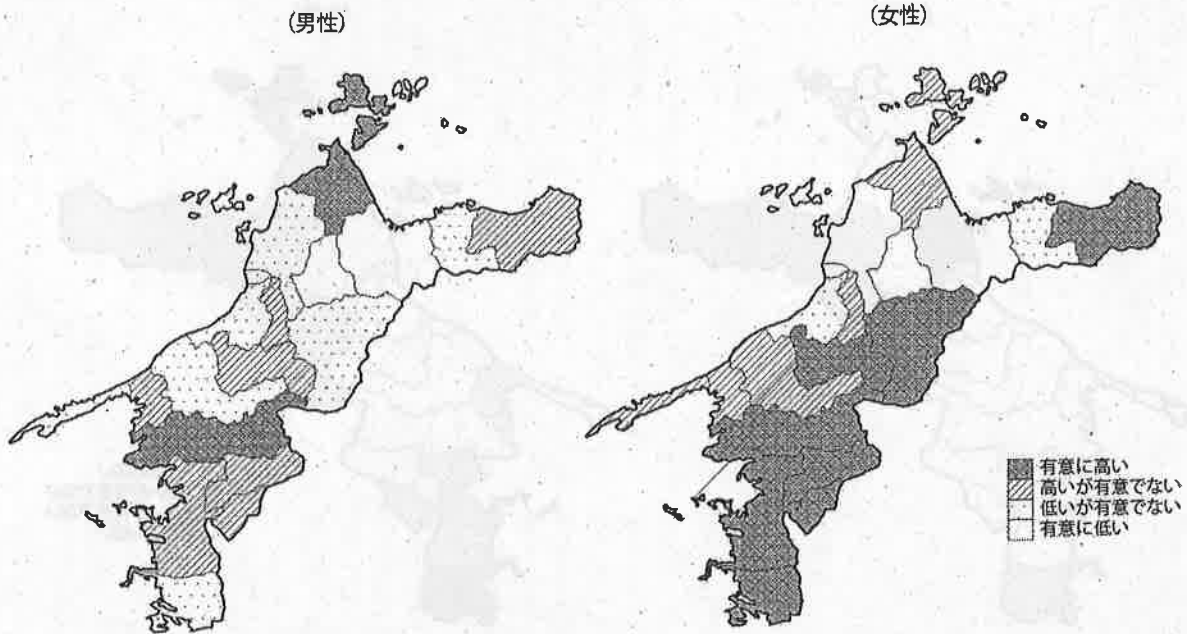 (男性)
(女性)
有意に高い
高いが有意でない
低いが有意でない
有意に低い